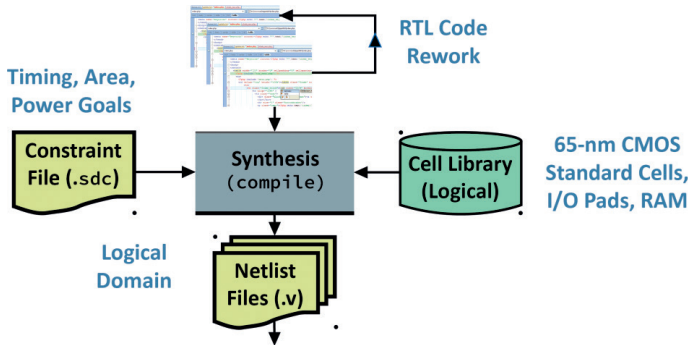 RTL Code
Rework
Timing, Area,
Power Goals
Constraint
File (.sdc)
Synthesis
(compile)
Cell Library
(Logical)
65-nm CMOS
Standard Cells,
I/O Pads, RAM
Logical
Domain
Netlist
Files (.v)